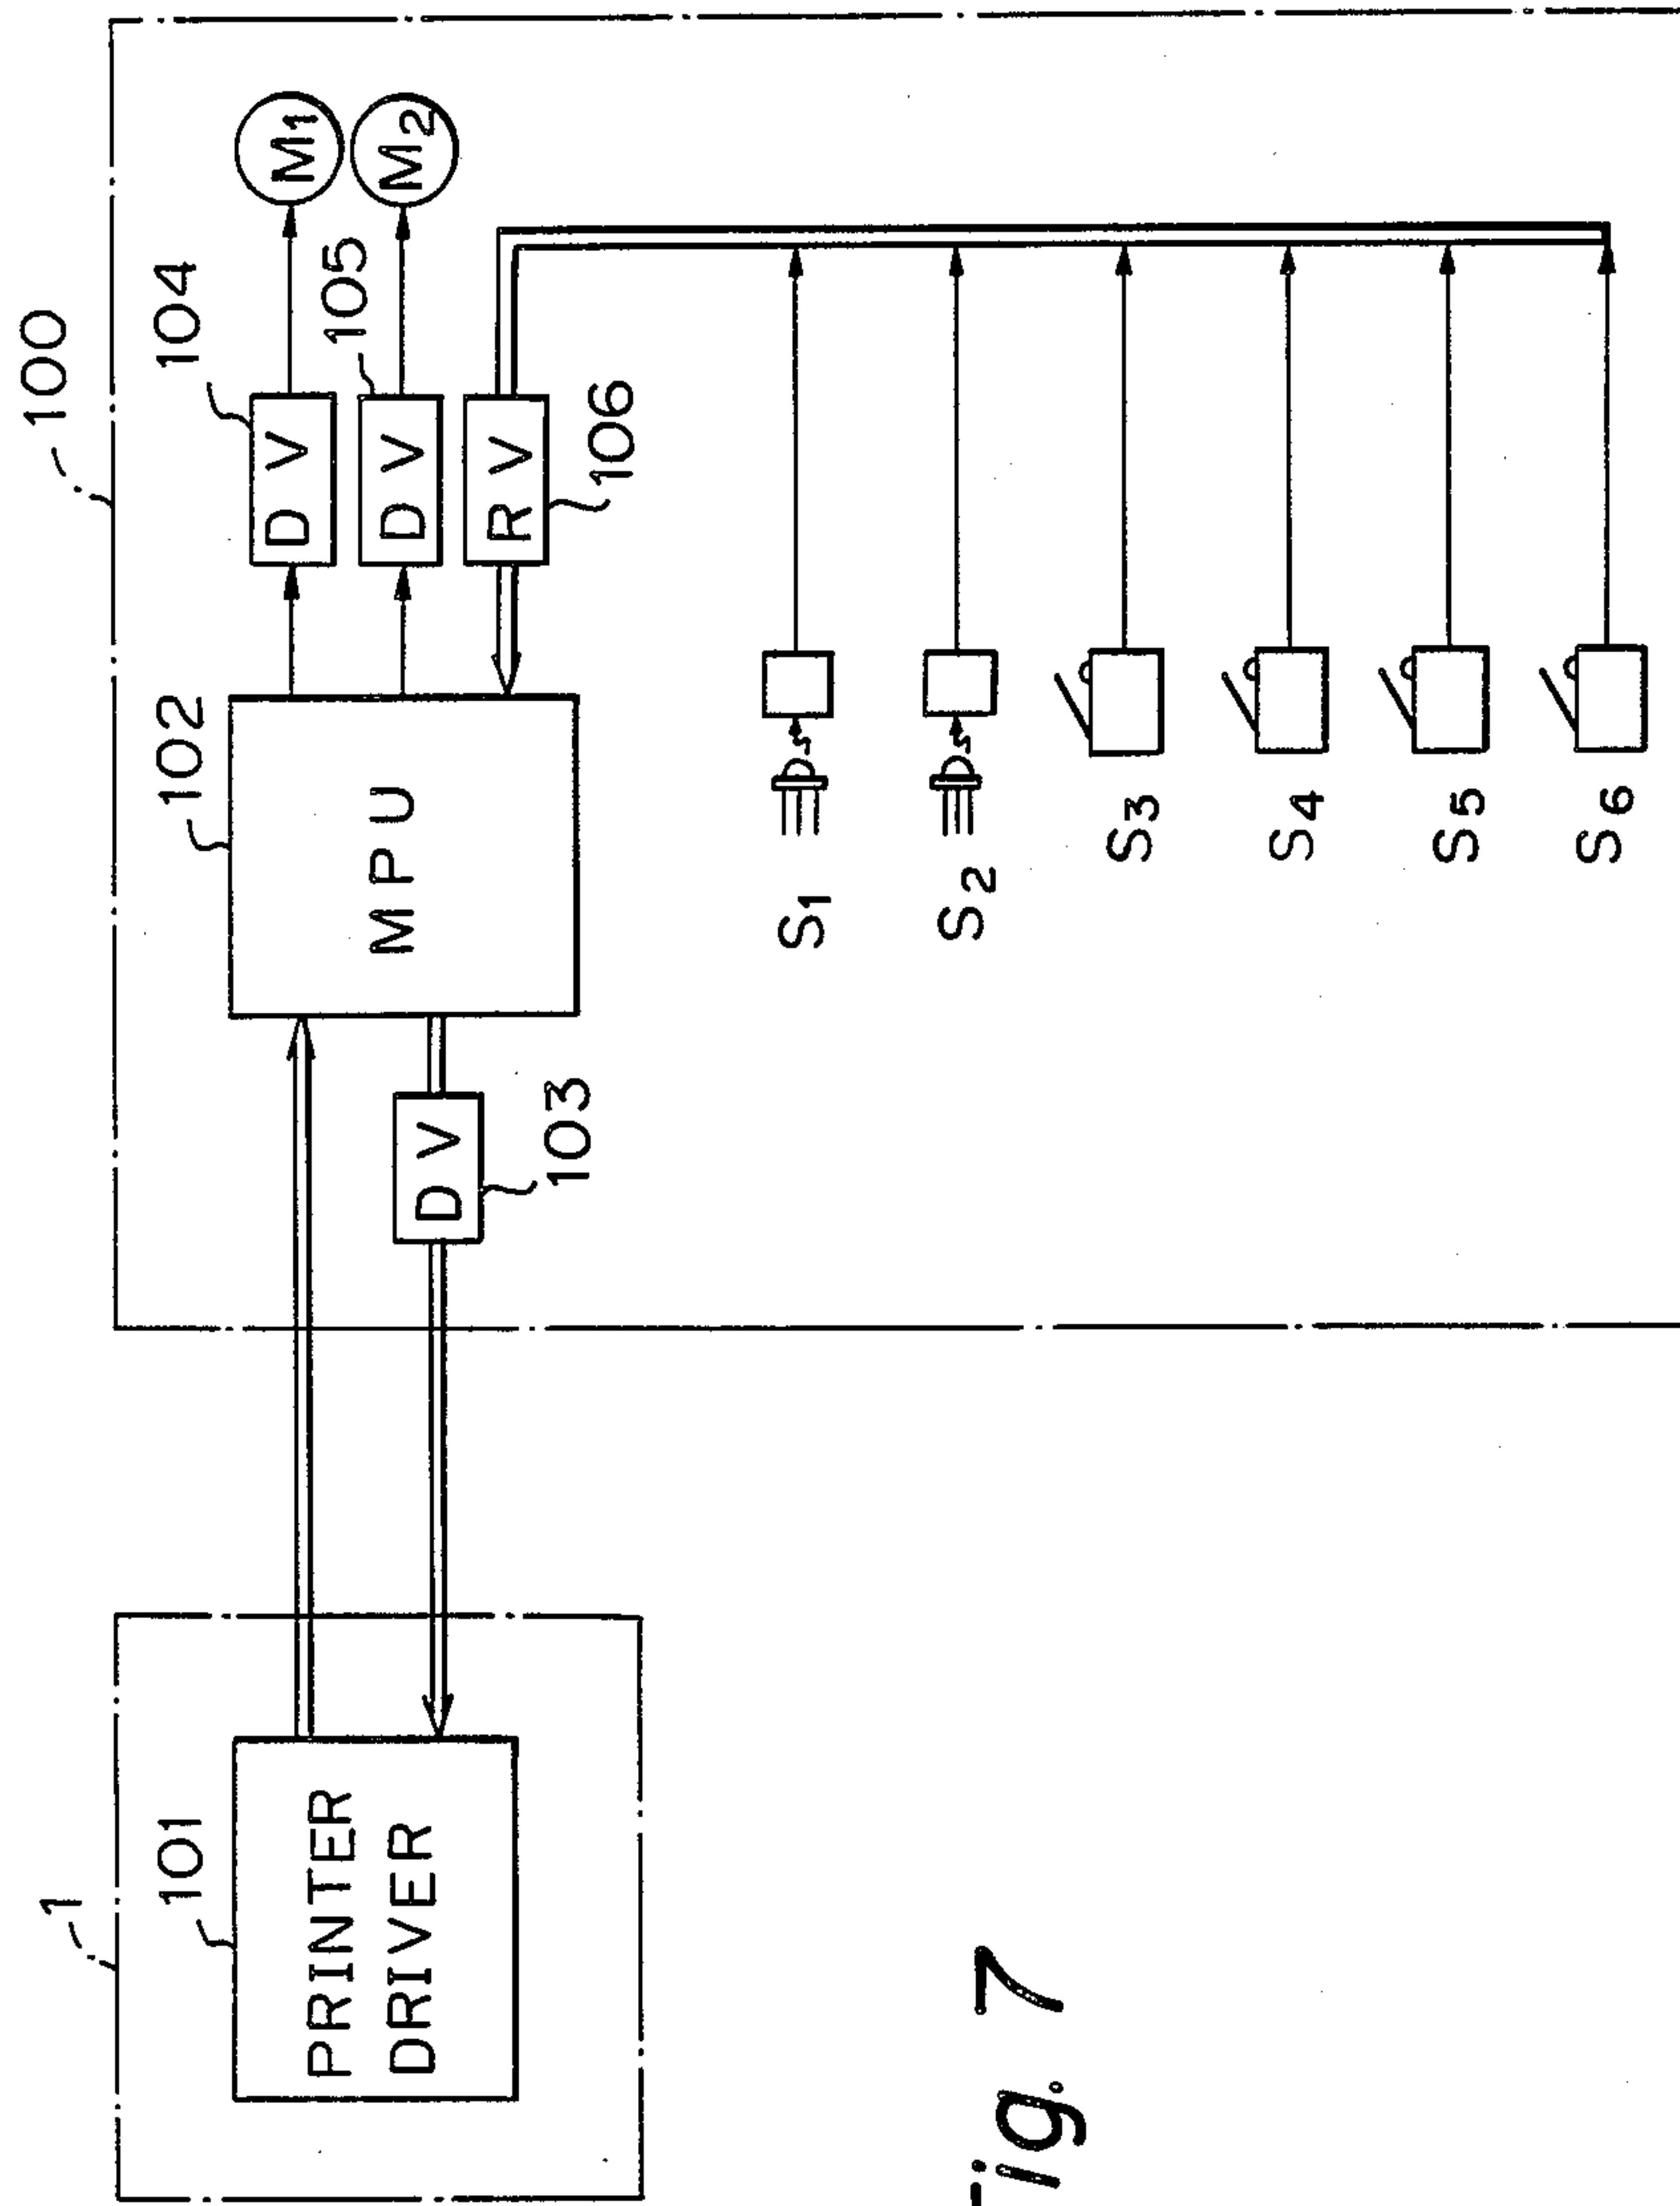 1
101
PRINTER
DRIVER
100
102
MPU
DV
103
104
DV
M1
105
DV
M2
RV
106
S1
S2
S3
S4
S5
S6
Fig. 7